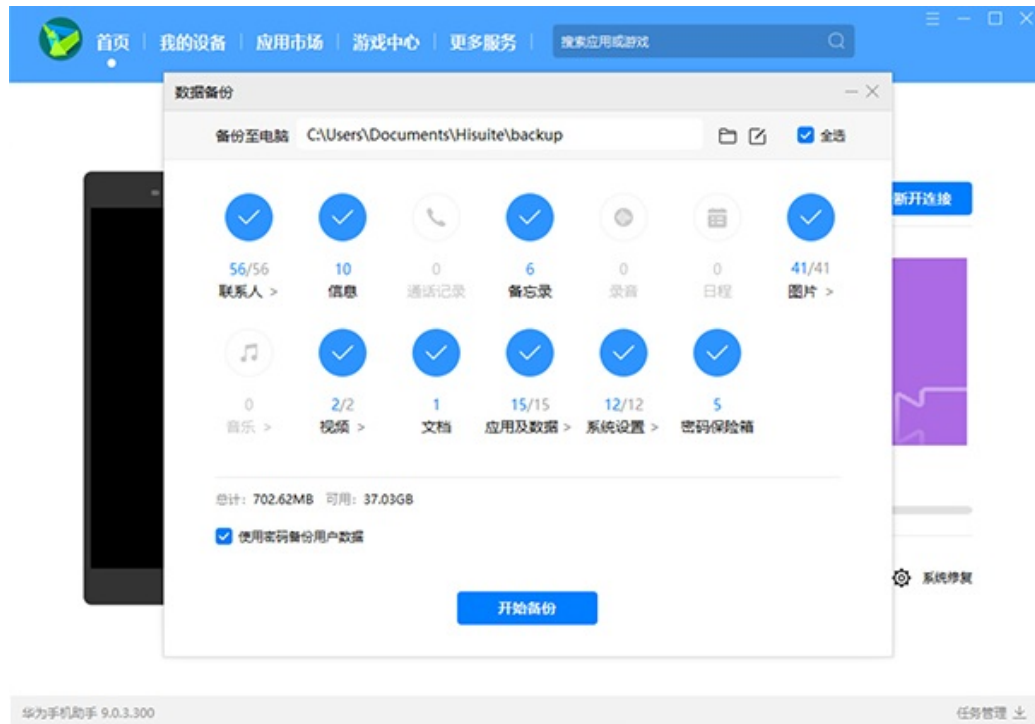 首页 我的设备 应用市场 游戏中心 更多服务 搜索应用或游戏
数据备份
备份至电脑 C:\Users\Documents\Hisuite\backup 全选
断开连接
56/56 10 0 6 0 0 41/41
联系人 > 信息 通话记录 备忘录 录音 日程 图片 >
0 2/2 1 15/15 12/12 5
音乐 > 视频 > 文档 应用及数据 > 系统设置 > 密码保险箱
总计: 702.62MB 可用: 37.03GB
使用密码备份用户数据
系统修复
开始备份
华为手机助手 9.0.3.300 任务管理